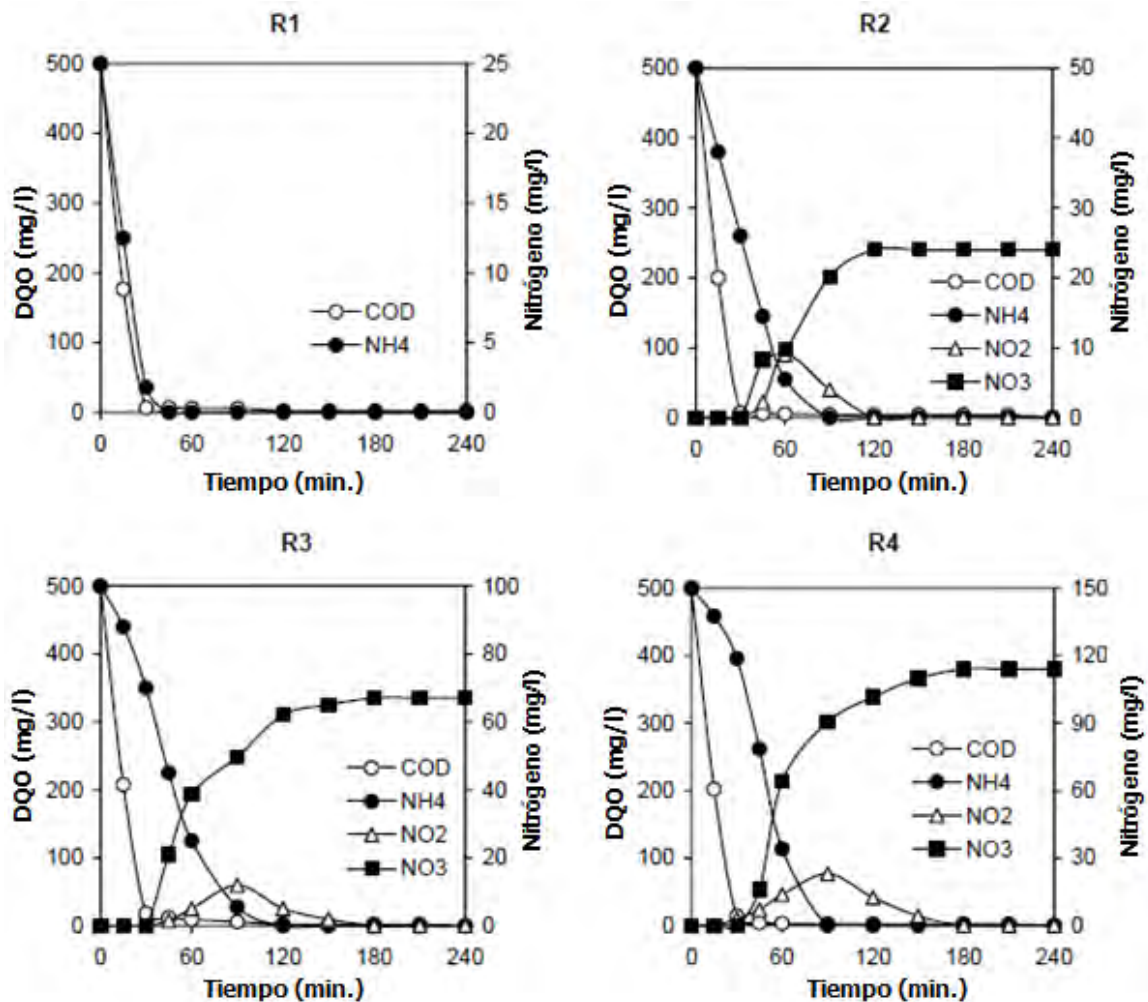 R1
500
400
300
200
100
0
DQO (mg/l)
25
20
15
10
5
0
Nitrógeno (mg/l)
COD
NH4
0 60 120 180 240
Tiempo (min.)
R2
500
400
300
200
100
0
DQO (mg/l)
50
40
30
20
10
0
Nitrógeno (mg/l)
COD
NH4
NO2
NO3
0 60 120 180 240
Tiempo (min.)
R3
500
400
300
200
100
0
DQO (mg/l)
100
80
60
40
20
0
Nitrógeno (mg/l)
COD
NH4
NO2
NO3
0 60 120 180 240
Tiempo (min.)
R4
500
400
300
200
100
0
DQO (mg/l)
150
120
90
60
30
0
Nitrógeno (mg/l)
COD
NH4
NO2
NO3
0 60 120 180 240
Tiempo (min.)